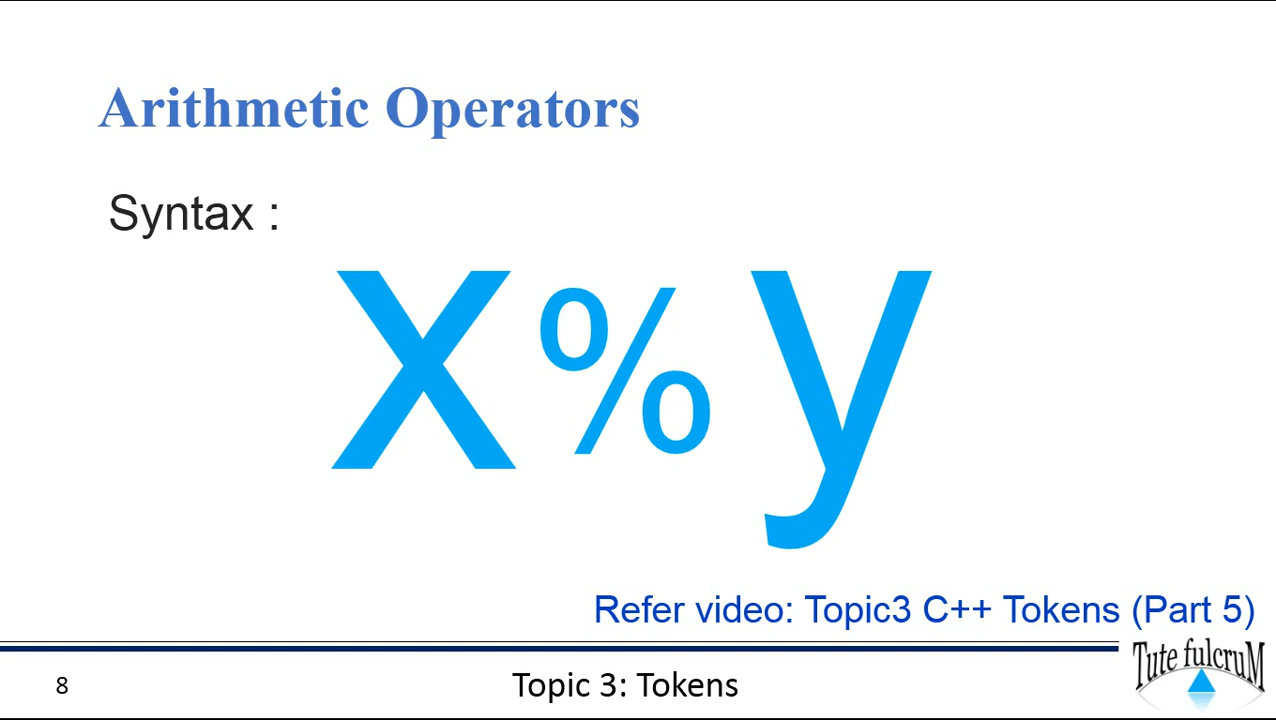 Arithmetic Operators
Syntax :
x % y
Refer video: Topic3 C++ Tokens (Part 5)
8
Topic 3: Tokens
Tute fulcruM